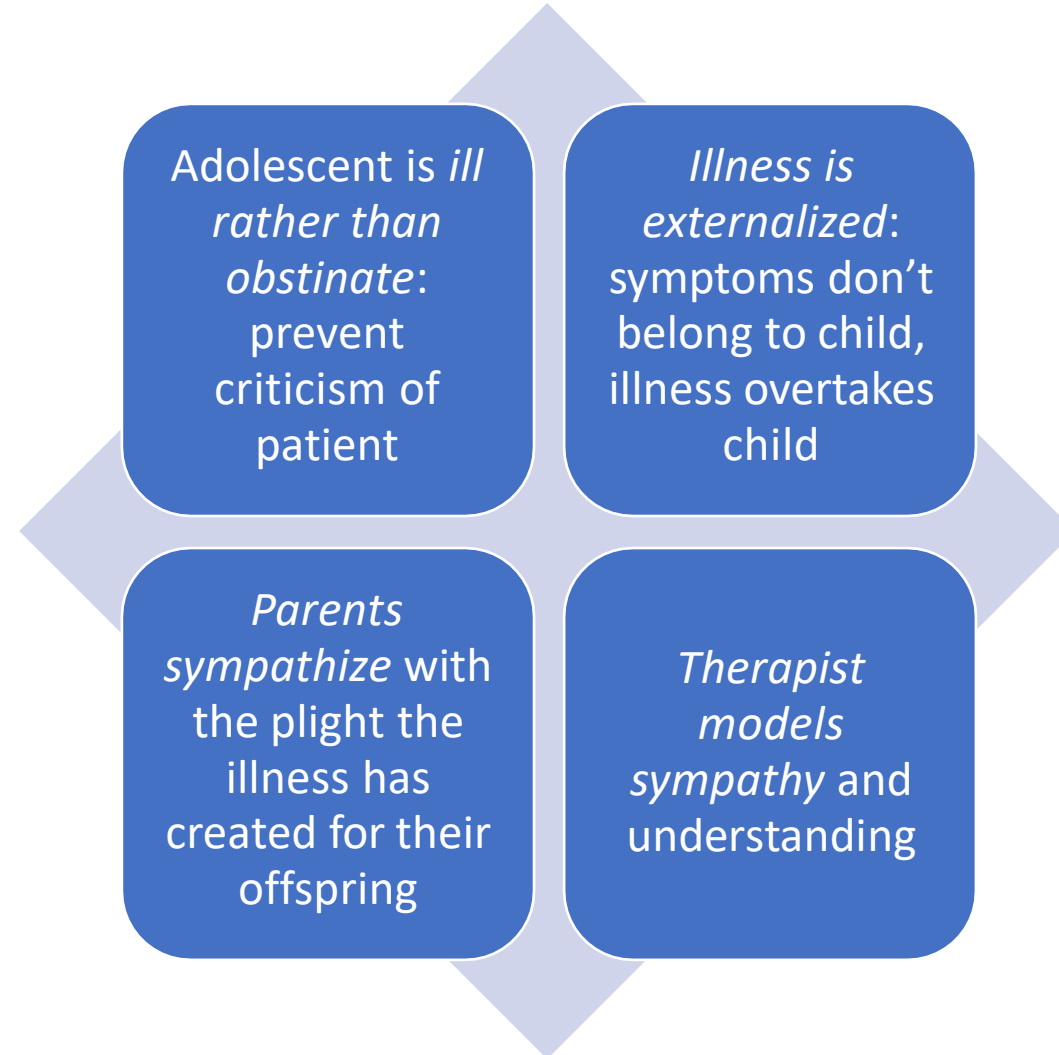 Adolescent is ill
rather than
obstinate:
prevent
criticism of
patient
Illness is
externalized:
symptoms don’t
belong to child,
illness overtakes
child
Parents
sympathize with
the plight the
illness has
created for their
offspring
Therapist
models
sympathy and
understanding